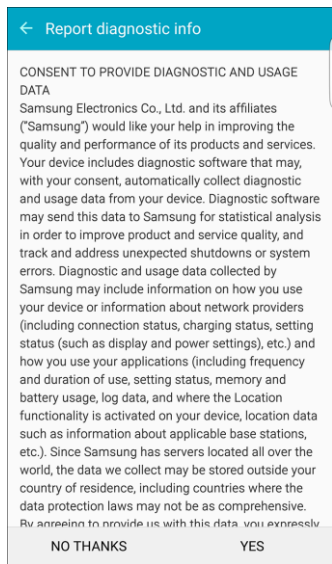 Report diagnostic info
CONSENT TO PROVIDE DIAGNOSTIC AND USAGE
DATA
Samsung Electronics Co., Ltd. and its affiliates
("Samsung") would like your help in improving the
quality and performance of its products and services.
Your device includes diagnostic software that may,
with your consent, automatically collect diagnostic
and usage data from your device. Diagnostic software
may send this data to Samsung for statistical analysis
in order to improve product and service quality, and
track and address unexpected shutdowns or system
errors. Diagnostic and usage data collected by
Samsung may include information on how you use
your device or information about network providers
(including connection status, charging status, setting
status (such as display and power settings), etc.) and
how you use your applications (including frequency
and duration of use, setting status, memory and
battery usage, log data, and where the Location
functionality is activated on your device, location data
such as information about applicable base stations,
etc.). Since Samsung has servers located all over the
world, the data we collect may be stored outside your
country of residence, including countries where the
data protection laws may not be as comprehensive.
By agreeing to provide us with this data, you expressly
NO THANKS YES